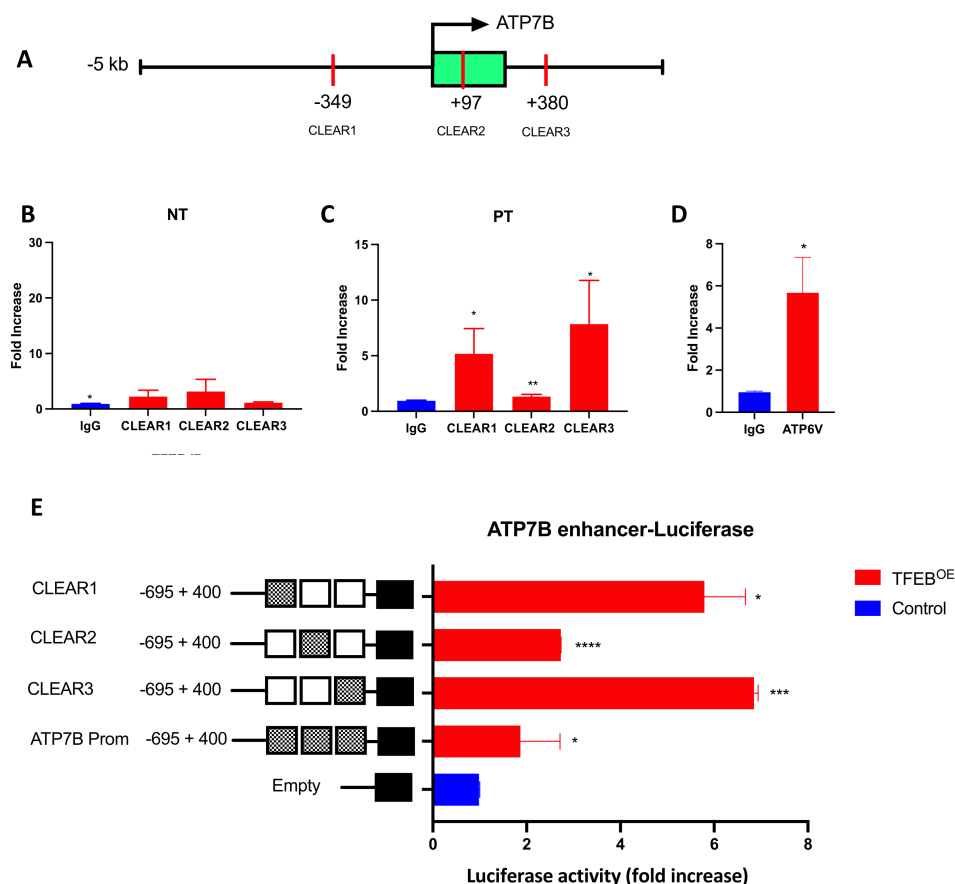 A
-5 kb
ATP7B
-349
+97
+380
CLEAR1
CLEAR2
CLEAR3
B
NT
Fold Increase
30
20
10
0
*
IgG
CLEAR1
CLEAR2
CLEAR3
C
PT
Fold Increase
15
10
5
0
*
**
*
IgG
CLEAR1
CLEAR2
CLEAR3
D
Fold Increase
8
6
4
2
0
*
IgG
ATP6V
E
ATP7B enhancer-Luciferase
CLEAR1 -695 + 400 *
CLEAR2 -695 + 400 ****
CLEAR3 -695 + 400 ***
ATP7B Prom -695 + 400 *
Empty
TFEBOE
Control
0 2 4 6 8
Luciferase activity (fold increase)